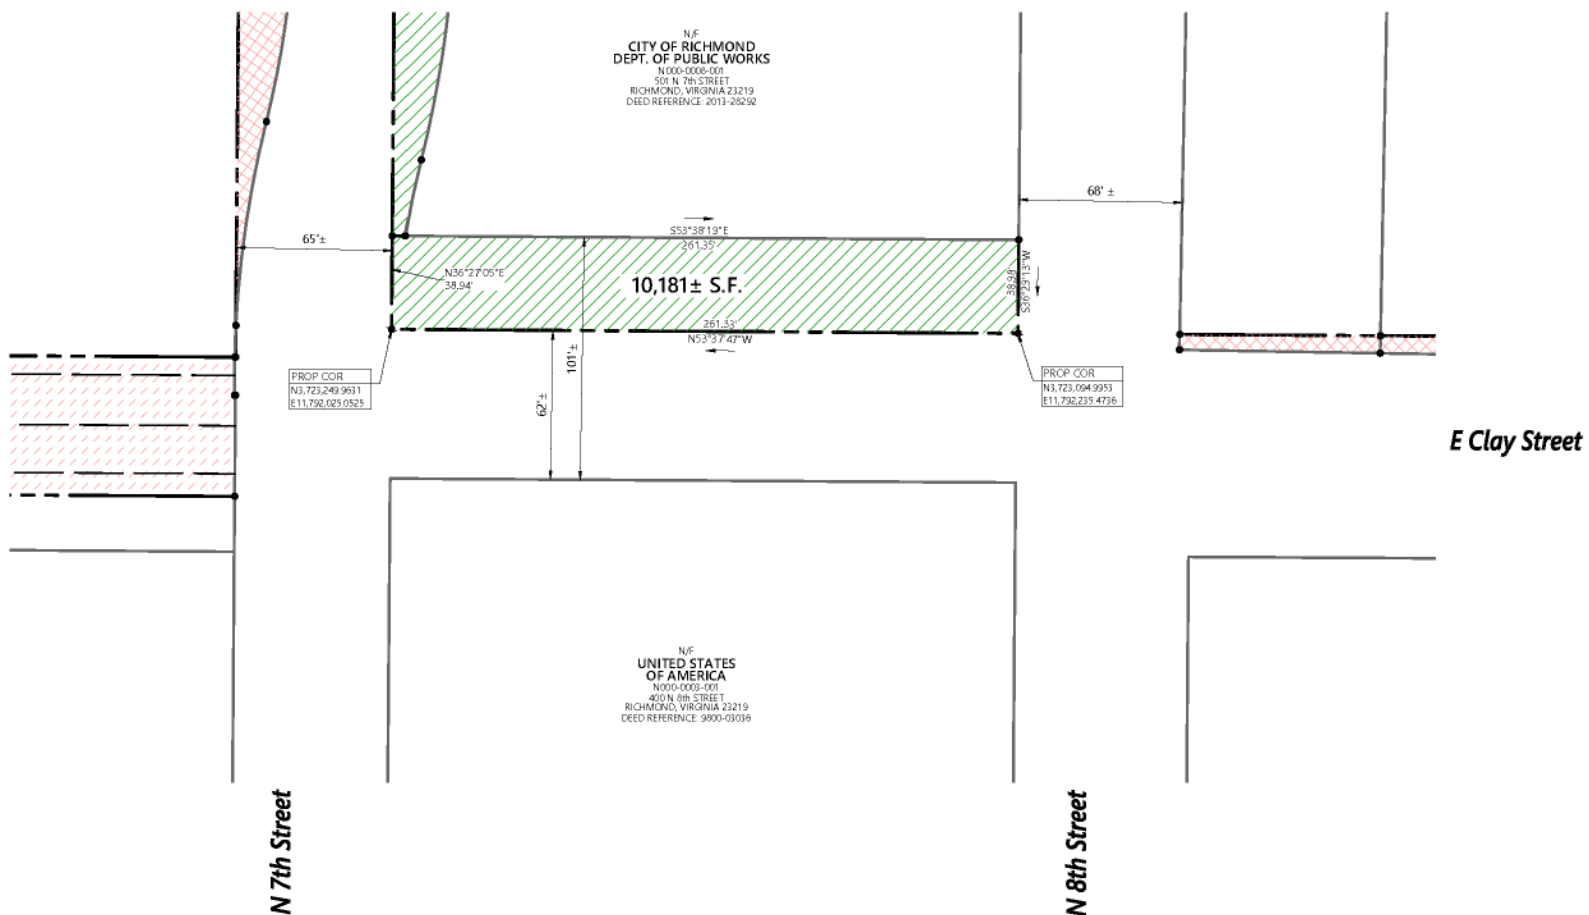 N/F
CITY OF RICHMOND
DEPT. OF PUBLIC WORKS
N000-0008-001
501 N. 7th STREET
RICHMOND, VIRGINIA 23219
DEED REFERENCE: 2013-28292
68' ±
65'±
S53°38'19"E
261.35'
N36°27'05"E
38.94'
10,181± S.F.
38.98'
S36°29'13"W
261.33'
N53°37'47"W
101'±
62'±
PROP COR
N3,723,249.9631
E11,792,025.0525
PROP COR
N3,723,094.9953
E11,792,235.4736
E Clay Street
N/F
UNITED STATES
OF AMERICA
N000-0003-001
400 N 8th STREET
RICHMOND, VIRGINIA 23219
DEED REFERENCE: 9800-03036
N 7th Street
N 8th Street